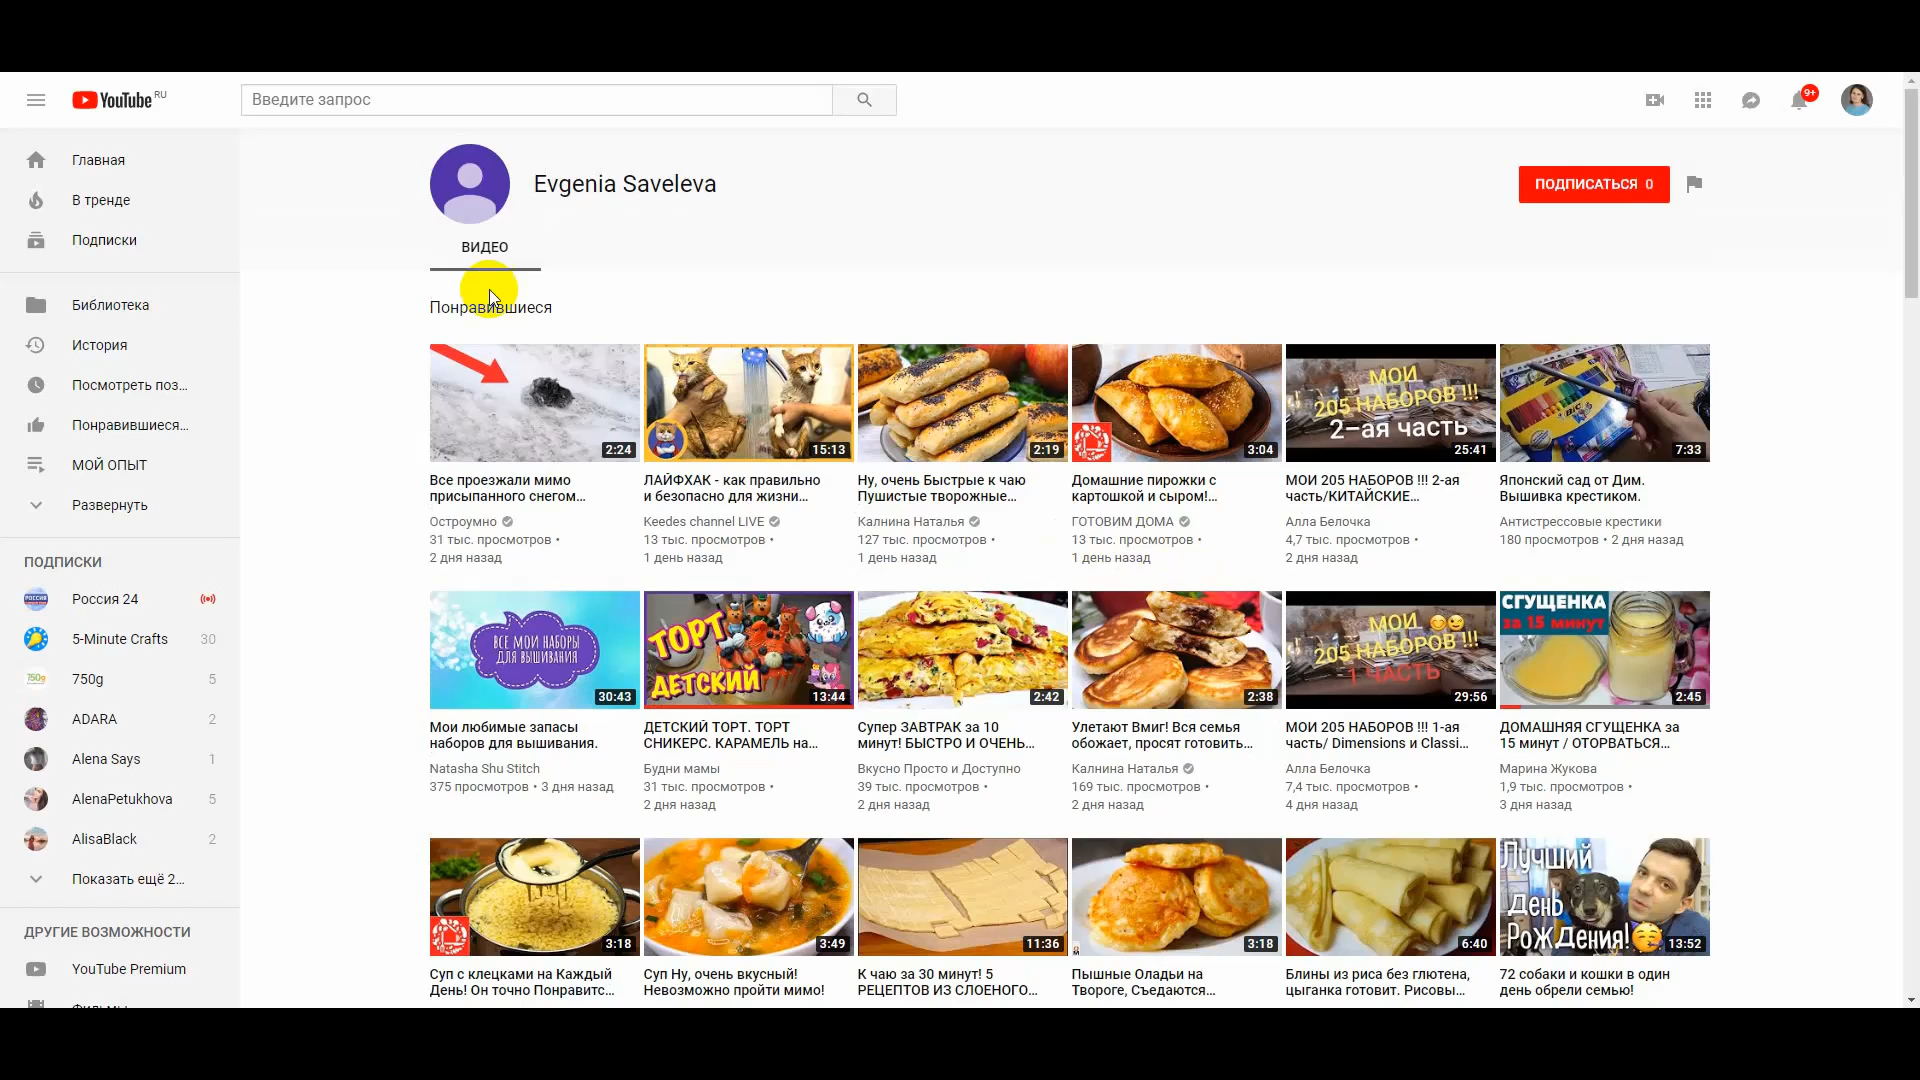 YouTube RU
Введите запрос
9+
Главная
В тренде
Подписки
Библиотека
История
Посмотреть поз...
Понравившиеся...
МОЙ ОПЫТ
Развернуть
ПОДПИСКИ
Россия 24
5-Minute Crafts 30
750g 5
ADARA 2
Alena Says 1
AlenaPetukhova 5
AlisaBlack 2
Показать ещё 2...
ДРУГИЕ ВОЗМОЖНОСТИ
YouTube Premium
Фильмы
Evgenia Saveleva
ПОДПИСАТЬСЯ 0
ВИДЕО
Понравившиеся
2:24
15:13
2:19
3:04
МОИ
205 НАБОРОВ !!!
2-ая часть
25:41
7:33
Все проезжали мимо
присыпанного снегом...
Остроумно
31 тыс. просмотров •
2 дня назад
ЛАЙФХАК - как правильно
и безопасно для жизни...
Keedes channel LIVE
13 тыс. просмотров •
1 день назад
Ну, очень Быстрые к чаю
Пушистые творожные...
Калнина Наталья
127 тыс. просмотров •
1 день назад
Домашние пирожки с
картошкой и сыром!...
ГОТОВИМ ДОМА
13 тыс. просмотров •
1 день назад
МОИ 205 НАБОРОВ !!! 2-ая
часть/КИТАЙСКИЕ...
Алла Белочка
4,7 тыс. просмотров •
2 дня назад
Японский сад от Дим.
Вышивка крестиком.
Антистрессовые крестики
180 просмотров • 2 дня назад
ВСЕ МОИ НАБОРЫ
ДЛЯ ВЫШИВАНИЯ
30:43
ТОРТ
ДЕТСКИЙ
13:44
2:42
2:38
МОИ
205 НАБОРОВ !!!
1 ЧАСТЬ
29:56
СГУЩЕНКА
за 15 минут
2:45
Мои любимые запасы
наборов для вышивания.
Natasha Shu Stitch
375 просмотров • 3 дня назад
ДЕТСКИЙ ТОРТ. ТОРТ
СНИКЕРС. КАРАМЕЛЬ на...
Будни мамы
31 тыс. просмотров •
2 дня назад
Супер ЗАВТРАК за 10
минут! БЫСТРО И ОЧЕНЬ...
Вкусно Просто и Доступно
39 тыс. просмотров •
2 дня назад
Улетают Вмиг! Вся семья
обожает, просят готовить...
Калнина Наталья
169 тыс. просмотров •
2 дня назад
МОИ 205 НАБОРОВ !!! 1-ая
часть/ Dimensions и Classi...
Алла Белочка
7,4 тыс. просмотров •
4 дня назад
ДОМАШНЯЯ СГУЩЕНКА за
15 минут / ОТОРВАТЬСЯ...
Марина Жукова
1,9 тыс. просмотров •
3 дня назад
3:18
3:49
11:36
3:18
6:40
Лучший
День
Рождения!
13:52
Суп с клецками на Каждый
День! Он точно Понравитс...
Суп Ну, очень вкусный!
Невозможно пройти мимо!
К чаю за 30 минут! 5
РЕЦЕПТОВ ИЗ СЛОЕНОГО...
Пышные Оладьи на
Твороге, Съедаются...
Блины из риса без глютена,
цыганка готовит. Рисовы...
72 собаки и кошки в один
день обрели семью!